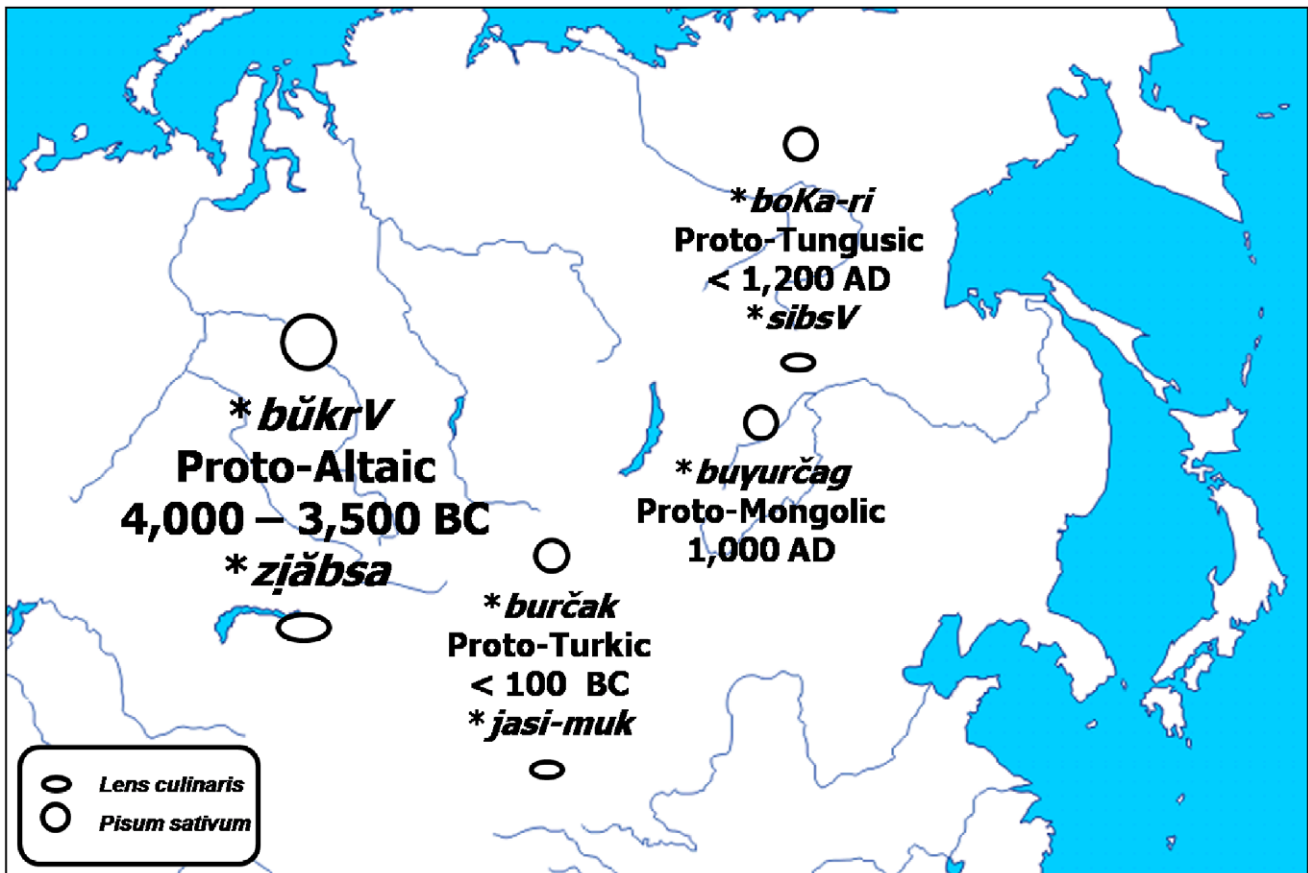 *boKa-ri
Proto-Tungusic
< 1,200 AD
*sibsV
*bŭkrV
Proto-Altaic
4,000 – 3,500 BC
*zi̯ăbsa
*buγurčag
Proto-Mongolic
1,000 AD
*burčak
Proto-Turkic
< 100 BC
*jasi-muk
Lens culinaris
Pisum sativum